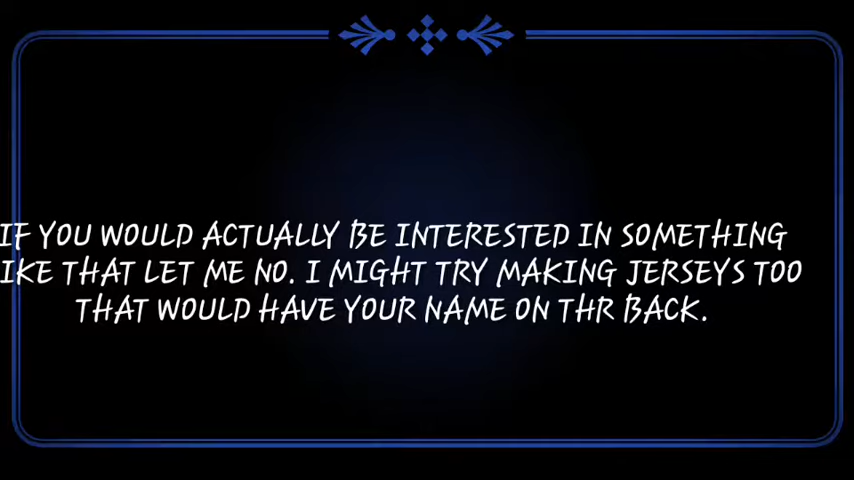 IF YOU WOULD ACTUALLY BE INTERESTED IN SOMETHING
IKE THAT LET ME NO. I MIGHT TRY MAKING JERSEYS TOO
THAT WOULD HAVE YOUR NAME ON THR BACK.